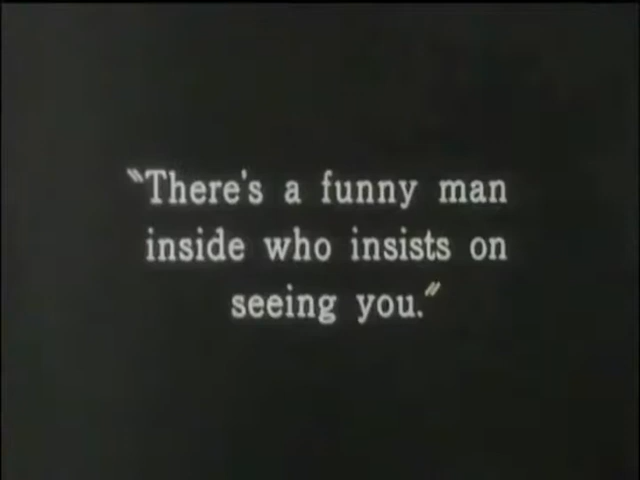 "There's a funny man
inside who insists on
seeing you."